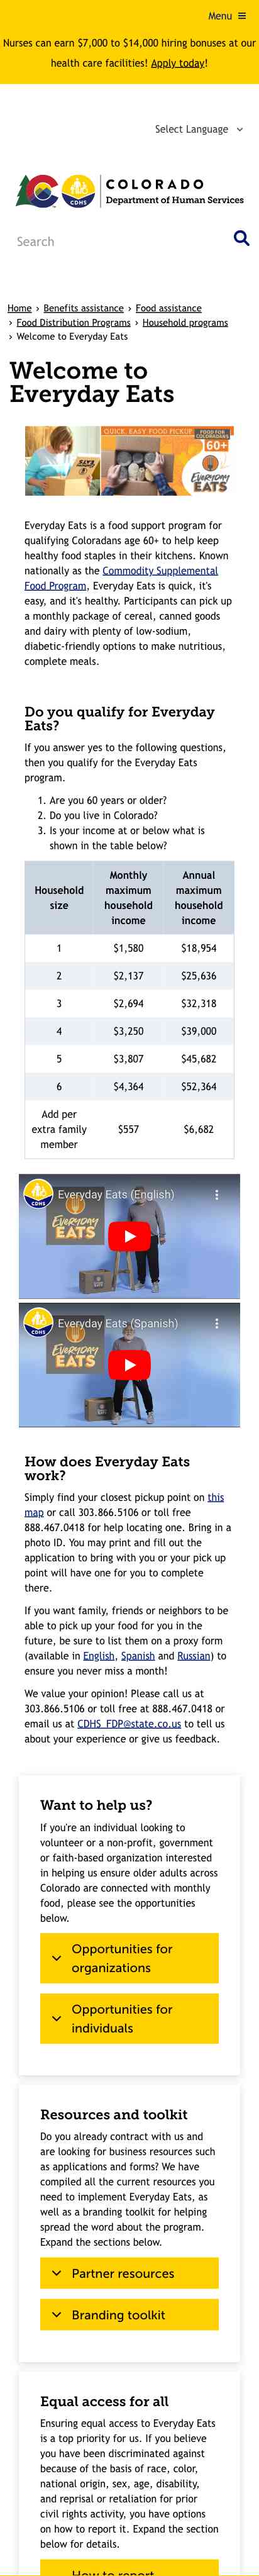 Menu ≡
Nurses can earn $7,000 to $14,000 hiring bonuses at our
health care facilities! Apply today!
Select Language
CDHS
COLORADO
Department of Human Services
Search
Home › Benefits assistance › Food assistance
› Food Distribution Programs › Household programs
› Welcome to Everyday Eats
Welcome to
Everyday Eats
QUICK, EASY FOOD PICKUP
FOOD FOR
COLORADANS
60+
EVERYDAY
EATS
Everyday Eats is a food support program for
qualifying Coloradans age 60+ to help keep
healthy food staples in their kitchens. Known
nationally as the Commodity Supplemental
Food Program, Everyday Eats is quick, it's
easy, and it's healthy. Participants can pick up
a monthly package of cereal, canned goods
and dairy with plenty of low-sodium,
diabetic-friendly options to make nutritious,
complete meals.
Do you qualify for Everyday
Eats?
If you answer yes to the following questions,
then you qualify for the Everyday Eats
program.
1. Are you 60 years or older?
2. Do you live in Colorado?
3. Is your income at or below what is
shown in the table below?
Household size Monthly maximum household income Annual maximum household income
1 $1,580 $18,954
2 $2,137 $25,636
3 $2,694 $32,318
4 $3,250 $39,000
5 $3,807 $45,682
6 $4,364 $52,364
Add per extra family member $557 $6,682
CDHS
Everyday Eats (English)
EVERYDAY
EATS
CDHS
Everyday Eats (Spanish)
EVERYDAY
EATS
How does Everyday Eats
work?
Simply find your closest pickup point on this
map or call 303.866.5106 or toll free
888.467.0418 for help locating one. Bring in a
photo ID. You may print and fill out the
application to bring with you or your pick up
point will have one for you to complete
there.
If you want family, friends or neighbors to be
able to pick up your food for you in the
future, be sure to list them on a proxy form
(available in English, Spanish and Russian) to
ensure you never miss a month!
We value your opinion! Please call us at
303.866.5106 or toll free at 888.467.0418 or
email us at CDHS_FDP@state.co.us to tell us
about your experience or give us feedback.
Want to help us?
If you're an individual looking to
volunteer or a non-profit, government
or faith-based organization interested
in helping us ensure older adults across
Colorado are connected with monthly
food, please see the opportunities
below.
Opportunities for
organizations
Opportunities for
individuals
Resources and toolkit
Do you already contract with us and
are looking for business resources such
as applications and forms? We have
compiled all the current resources you
need to implement Everyday Eats, as
well as a branding toolkit for helping
spread the word about the program.
Expand the sections below.
Partner resources
Branding toolkit
Equal access for all
Ensuring equal access to Everyday Eats
is a top priority for us. If you believe
you have been discriminated against
because of the basis of race, color,
national origin, sex, age, disability,
and reprisal or retaliation for prior
civil rights activity, you have options
on how to report it. Expand the section
below for details.
How to report